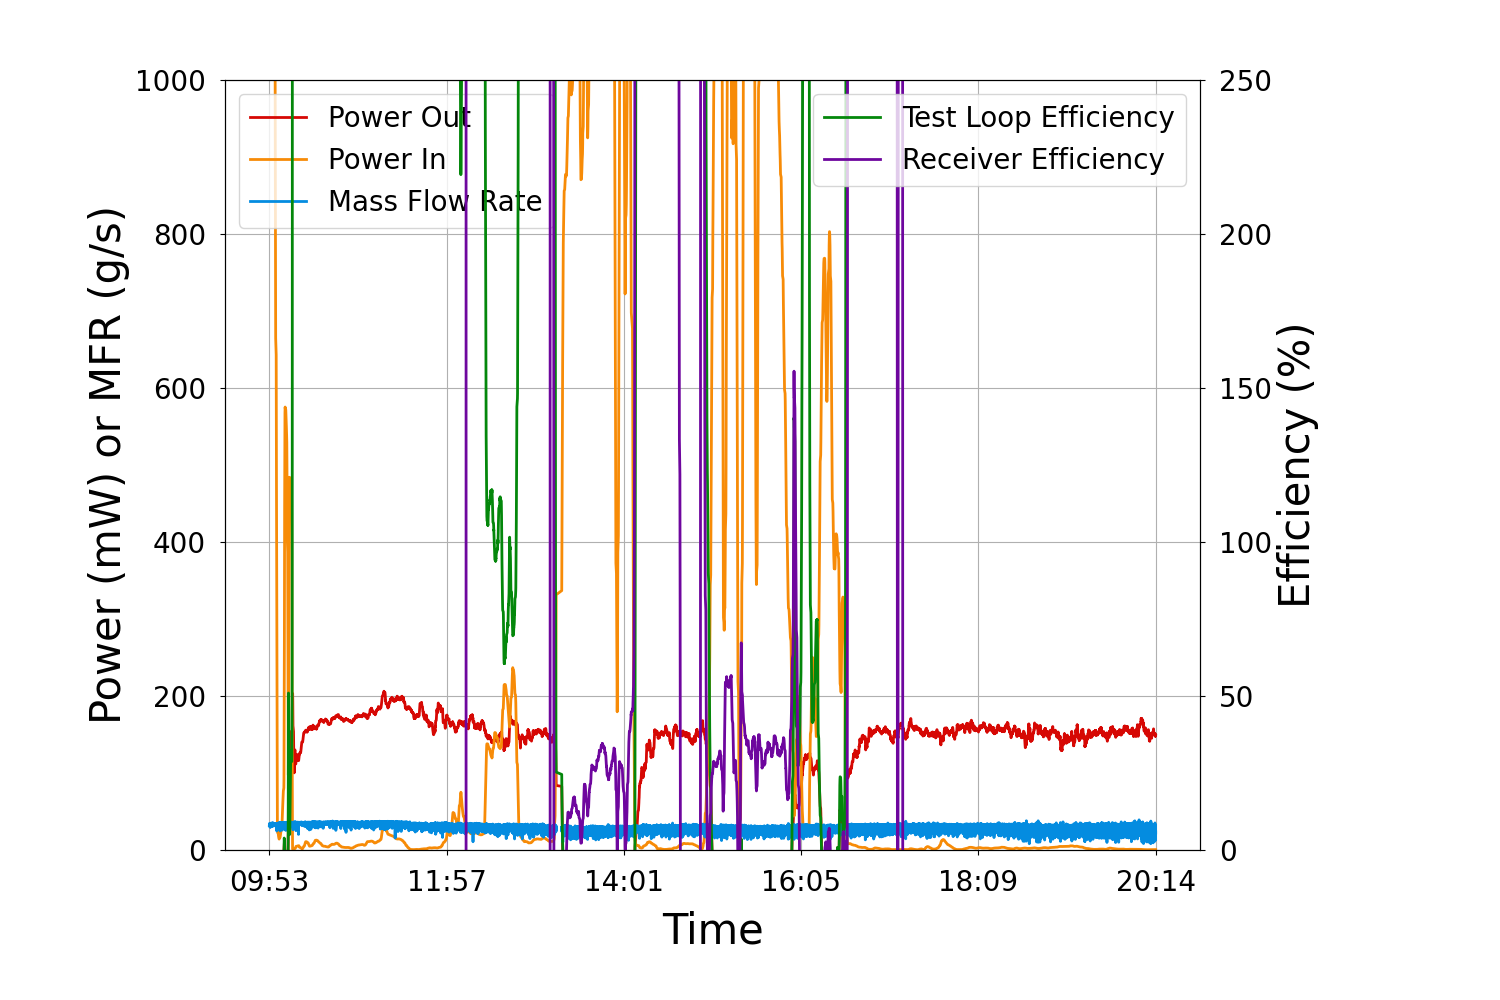 1000
800
600
400
200
0
Power (mW) or MFR (g/s)
Power Out
Power In
Mass Flow Rate
Test Loop Efficiency
Receiver Efficiency
250
200
150
100
50
0
Efficiency (%)
09:53 11:57 14:01 16:05 18:09 20:14
Time